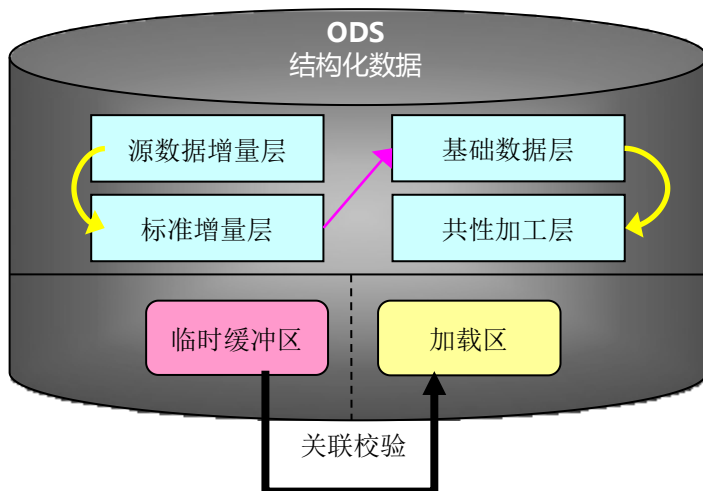 ODS
结构化数据
源数据增量层
基础数据层
标准增量层
共性加工层
临时缓冲区
加载区
关联校验